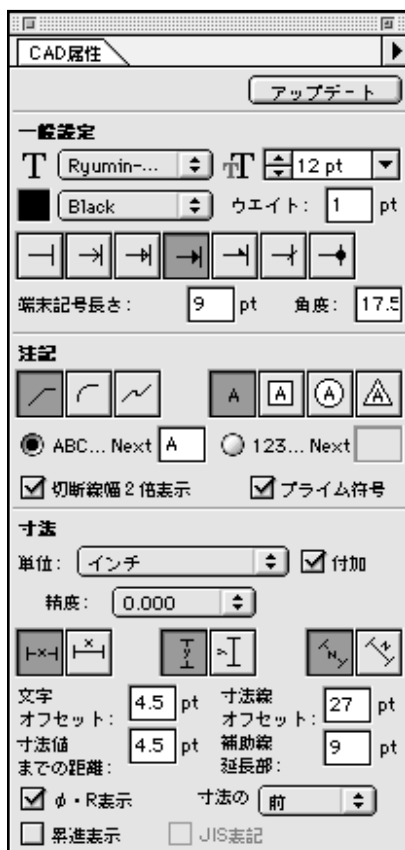 CAD属性
アップデート
一般設定
T Ryumin-... TT 12 pt
Black ウエイト: 1 pt
端末記号長さ: 9 pt 角度: 17.5
注記
A A A A
ABC... Next A 123... Next
切断線幅2倍表示 プライム符号
寸法
単位: インチ 付加
精度: 0.000
x x y y N N
文字オフセット: 4.5 pt 寸法線オフセット: 27 pt
寸法値までの距離: 4.5 pt 補助線延長部: 9 pt
φ・R表示 寸法の 前
累進表示 JIS表記